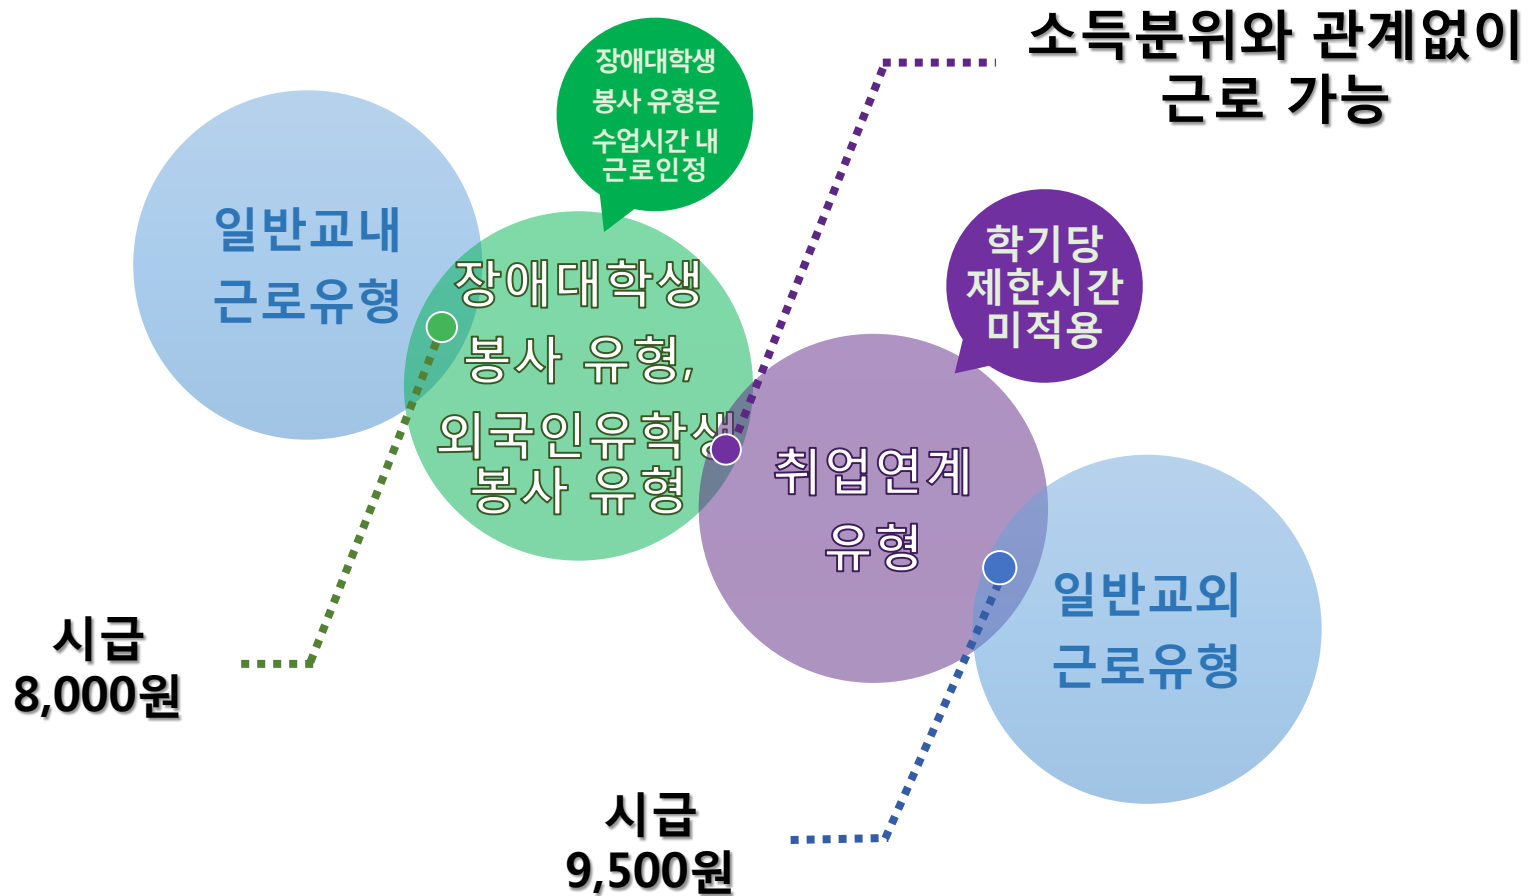 소득분위와 관계없이
근로 가능
장애대학생
봉사 유형은
수업시간 내
근로인정
일반교내
근로유형
장애대학생
봉사 유형,
외국인유학생
봉사 유형
학기당
제한시간
미적용
취업연계
유형
일반교외
근로유형
시급
8,000원
시급
9,500원